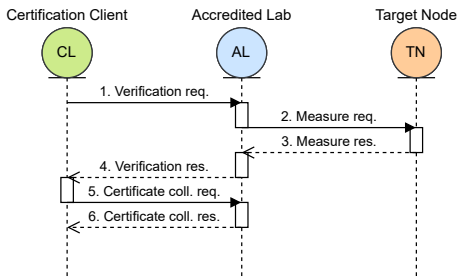 Certification Client
Accredited Lab
Target Node
CL
AL
TN
1. Verification req.
2. Measure req.
3. Measure res.
4. Verification res.
5. Certificate coll. req.
6. Certificate coll. res.